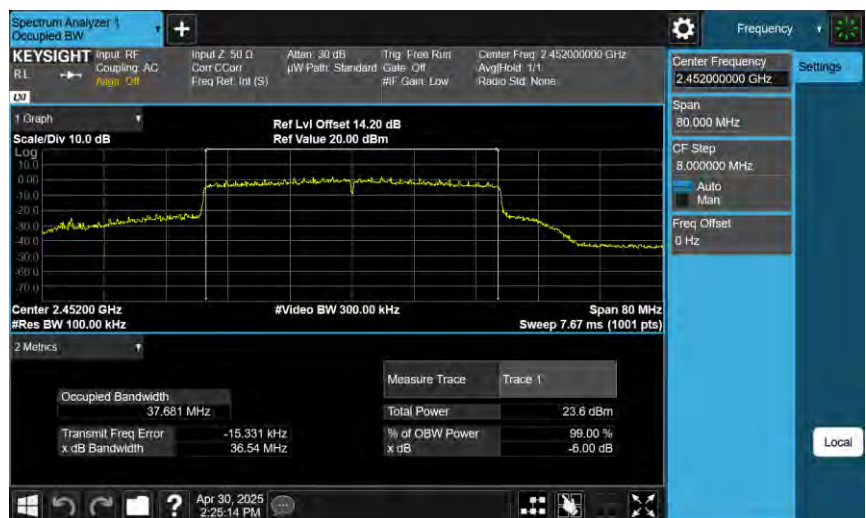 Spectrum Analyzer 1
Occupied BW
+
Frequency
KEYSIGHT
R L
LXI
Input: RF
Coupling: AC
Align: Off
Input Z: 50 Ω
Corr CCorr
Freq Ref: Int (S)
Atten: 30 dB
µW Path: Standard
Trig: Free Run
Gate: Off
#IF Gain: Low
Center Freq: 2.452000000 GHz
Avg|Hold: 1/1
Radio Std: None
Center Frequency
2.452000000 GHz
Settings
Span
80.000 MHz
CF Step
8.000000 MHz
Auto
Man
Freq Offset
0 Hz
1 Graph
Scale/Div 10.0 dB
Ref Lvl Offset 14.20 dB
Ref Value 20.00 dBm
Log
10.0
0.00
-10.0
-20.0
-30.0
-40.0
-50.0
-60.0
-70.0
Center 2.45200 GHz
#Video BW 300.00 kHz
Span 80 MHz
#Res BW 100.00 kHz
Sweep 7.67 ms (1001 pts)
2 Metrics
Measure Trace
Trace 1
Occupied Bandwidth
37.681 MHz
Total Power
23.6 dBm
Transmit Freq Error
-15.331 kHz
% of OBW Power
99.00 %
x dB Bandwidth
36.54 MHz
x dB
-6.00 dB
Local
?
Apr 30, 2025
2:25:14 PM